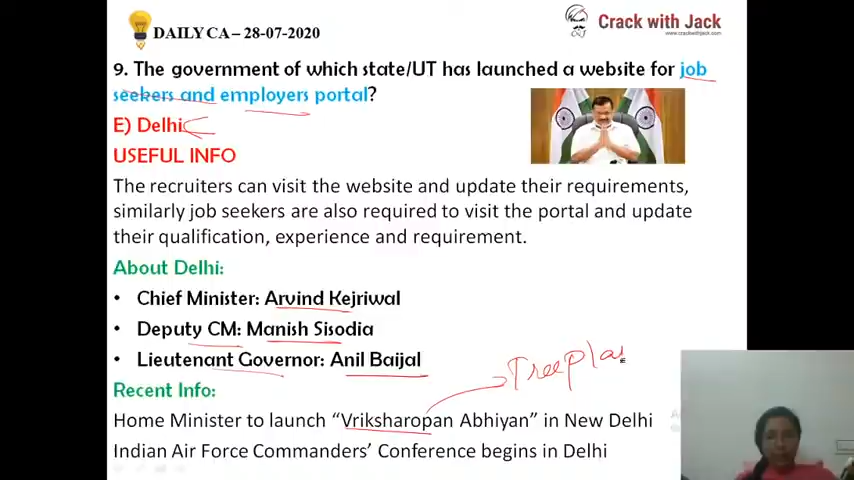 DAILY CA – 28-07-2020
Crack with Jack
www.crackwithjack.com
9. The government of which state/UT has launched a website for job
seekers and employers portal?
E) Delhi
USEFUL INFO
The recruiters can visit the website and update their requirements,
similarly job seekers are also required to visit the portal and update
their qualification, experience and requirement.
About Delhi:
• Chief Minister: Arvind Kejriwal
• Deputy CM: Manish Sisodia
• Lieutenant Governor: Anil Baijal
Treepla
Recent Info:
Home Minister to launch “Vriksharopan Abhiyan” in New Delhi
Indian Air Force Commanders’ Conference begins in Delhi